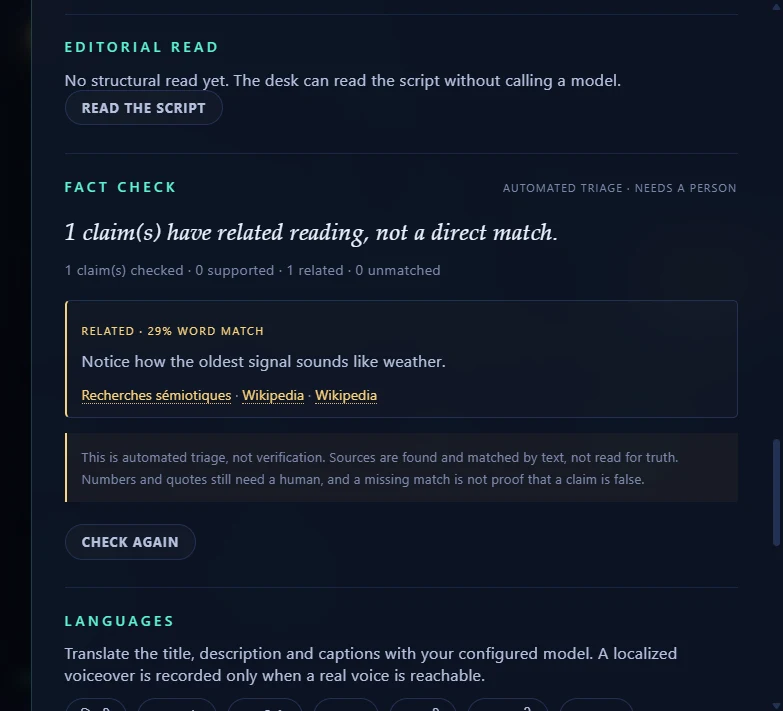 EDITORIAL READ
No structural read yet. The desk can read the script without calling a model.
READ THE SCRIPT
FACT CHECK
AUTOMATED TRIAGE · NEEDS A PERSON
1 claim(s) have related reading, not a direct match.
1 claim(s) checked · 0 supported · 1 related · 0 unmatched
RELATED · 29% WORD MATCH
Notice how the oldest signal sounds like weather.
Recherches sémiotiques · Wikipedia · Wikipedia
This is automated triage, not verification. Sources are found and matched by text, not read for truth.
Numbers and quotes still need a human, and a missing match is not proof that a claim is false.
CHECK AGAIN
LANGUAGES
Translate the title, description and captions with your configured model. A localized
voiceover is recorded only when a real voice is reachable.